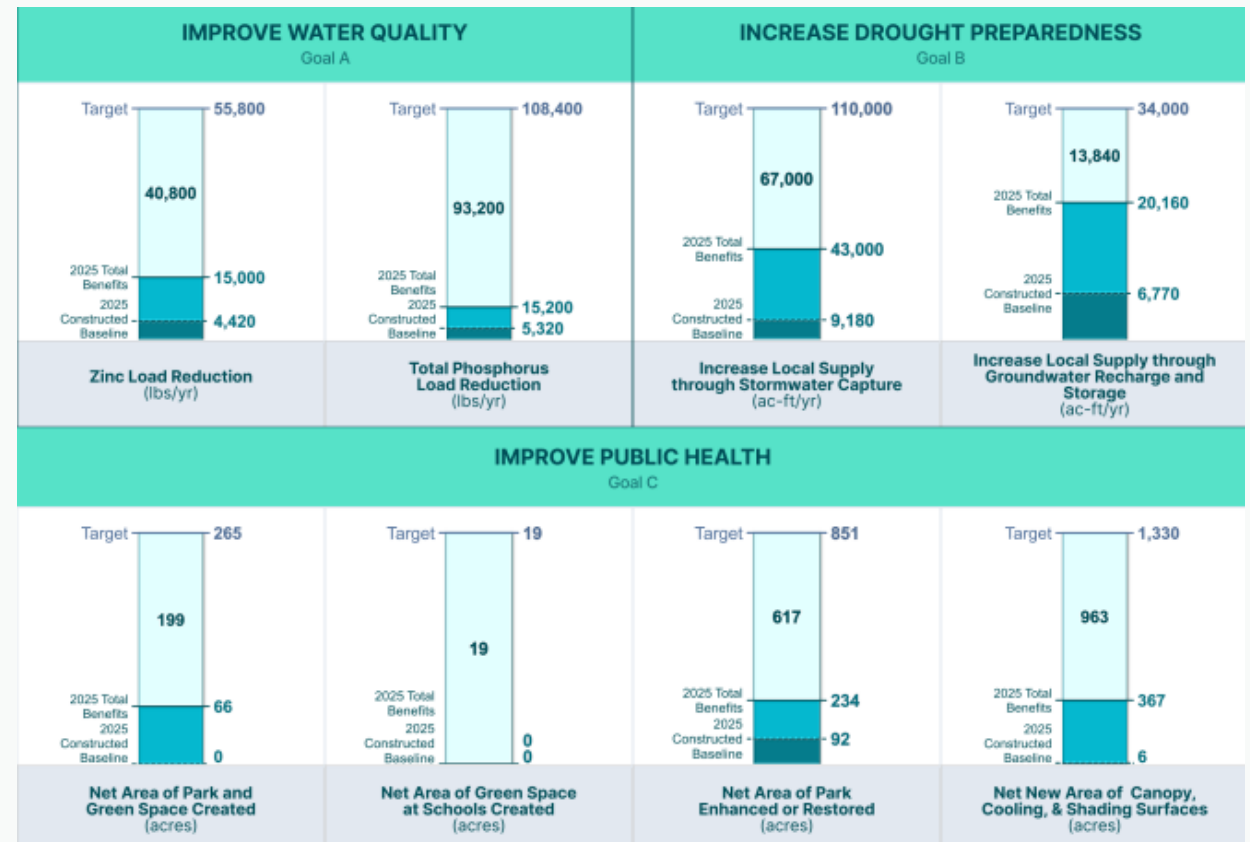 IMPROVE WATER QUALITY
Goal A
INCREASE DROUGHT PREPAREDNESS
Goal B
Target
55,800
40,800
2025 Total
Benefits
15,000
2025
Constructed
Baseline
4,420
Zinc Load Reduction
(lbs/yr)
Target
108,400
93,200
2025 Total
Benefits
15,200
2025
Constructed
Baseline
5,320
Total Phosphorus
Load Reduction
(lbs/yr)
Target
110,000
67,000
2025 Total
Benefits
43,000
2025
Constructed
Baseline
9,180
Increase Local Supply
through Stormwater Capture
(ac-ft/yr)
Target
34,000
13,840
2025 Total
Benefits
20,160
2025
Constructed
Baseline
6,770
Increase Local Supply through
Groundwater Recharge and
Storage
(ac-ft/yr)
IMPROVE PUBLIC HEALTH
Goal C
Target
265
199
2025 Total
Benefits
66
2025
Constructed
Baseline
0
Net Area of Park and
Green Space Created
(acres)
Target
19
19
2025 Total
Benefits
0
2025
Constructed
Baseline
0
Net Area of Green Space
at Schools Created
(acres)
Target
851
617
2025 Total
Benefits
234
2025
Constructed
Baseline
92
Net Area of Park
Enhanced or Restored
(acres)
Target
1,330
963
2025 Total
Benefits
367
2025
Constructed
Baseline
6
Net New Area of Canopy,
Cooling, & Shading Surfaces
(acres)